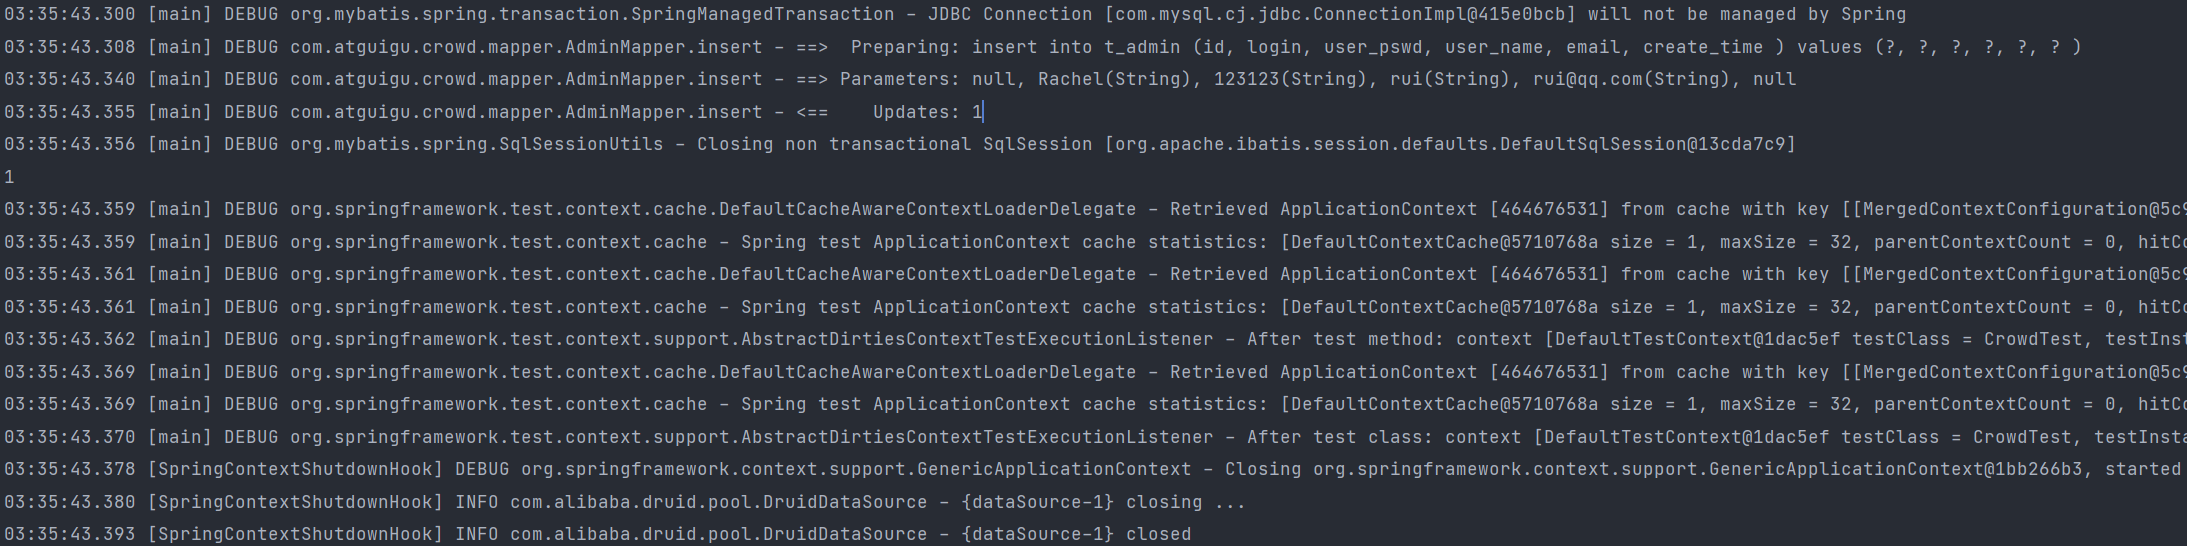 03:35:43.300 [main] DEBUG org.mybatis.spring.transaction.SpringManagedTransaction - JDBC Connection [com.mysql.cj.jdbc.ConnectionImpl@415e0bcb] will not be managed by Spring
03:35:43.308 [main] DEBUG com.atguigu.crowd.mapper.AdminMapper.insert - ==>  Preparing: insert into t_admin (id, login, user_pswd, user_name, email, create_time ) values (?, ?, ?, ?, ?, ? )
03:35:43.340 [main] DEBUG com.atguigu.crowd.mapper.AdminMapper.insert - ==> Parameters: null, Rachel(String), 123123(String), rui(String), rui@qq.com(String), null
03:35:43.355 [main] DEBUG com.atguigu.crowd.mapper.AdminMapper.insert - <==    Updates: 1
03:35:43.356 [main] DEBUG org.mybatis.spring.SqlSessionUtils - Closing non transactional SqlSession [org.apache.ibatis.session.defaults.DefaultSqlSession@13cda7c9]
1
03:35:43.359 [main] DEBUG org.springframework.test.context.cache.DefaultCacheAwareContextLoaderDelegate - Retrieved ApplicationContext [464676531] from cache with key [[MergedContextConfiguration@5c9
03:35:43.359 [main] DEBUG org.springframework.test.context.cache - Spring test ApplicationContext cache statistics: [DefaultContextCache@5710768a size = 1, maxSize = 32, parentContextCount = 0, hitCo
03:35:43.361 [main] DEBUG org.springframework.test.context.cache.DefaultCacheAwareContextLoaderDelegate - Retrieved ApplicationContext [464676531] from cache with key [[MergedContextConfiguration@5c9
03:35:43.361 [main] DEBUG org.springframework.test.context.cache - Spring test ApplicationContext cache statistics: [DefaultContextCache@5710768a size = 1, maxSize = 32, parentContextCount = 0, hitCo
03:35:43.362 [main] DEBUG org.springframework.test.context.support.AbstractDirtiesContextTestExecutionListener - After test method: context [DefaultTestContext@1dac5ef testClass = CrowdTest, testInst
03:35:43.369 [main] DEBUG org.springframework.test.context.cache.DefaultCacheAwareContextLoaderDelegate - Retrieved ApplicationContext [464676531] from cache with key [[MergedContextConfiguration@5c9
03:35:43.369 [main] DEBUG org.springframework.test.context.cache - Spring test ApplicationContext cache statistics: [DefaultContextCache@5710768a size = 1, maxSize = 32, parentContextCount = 0, hitCo
03:35:43.370 [main] DEBUG org.springframework.test.context.support.AbstractDirtiesContextTestExecutionListener - After test class: context [DefaultTestContext@1dac5ef testClass = CrowdTest, testInsta
03:35:43.378 [SpringContextShutdownHook] DEBUG org.springframework.context.support.GenericApplicationContext - Closing org.springframework.context.support.GenericApplicationContext@1bb266b3, started
03:35:43.380 [SpringContextShutdownHook] INFO com.alibaba.druid.pool.DruidDataSource - {dataSource-1} closing ...
03:35:43.393 [SpringContextShutdownHook] INFO com.alibaba.druid.pool.DruidDataSource - {dataSource-1} closed